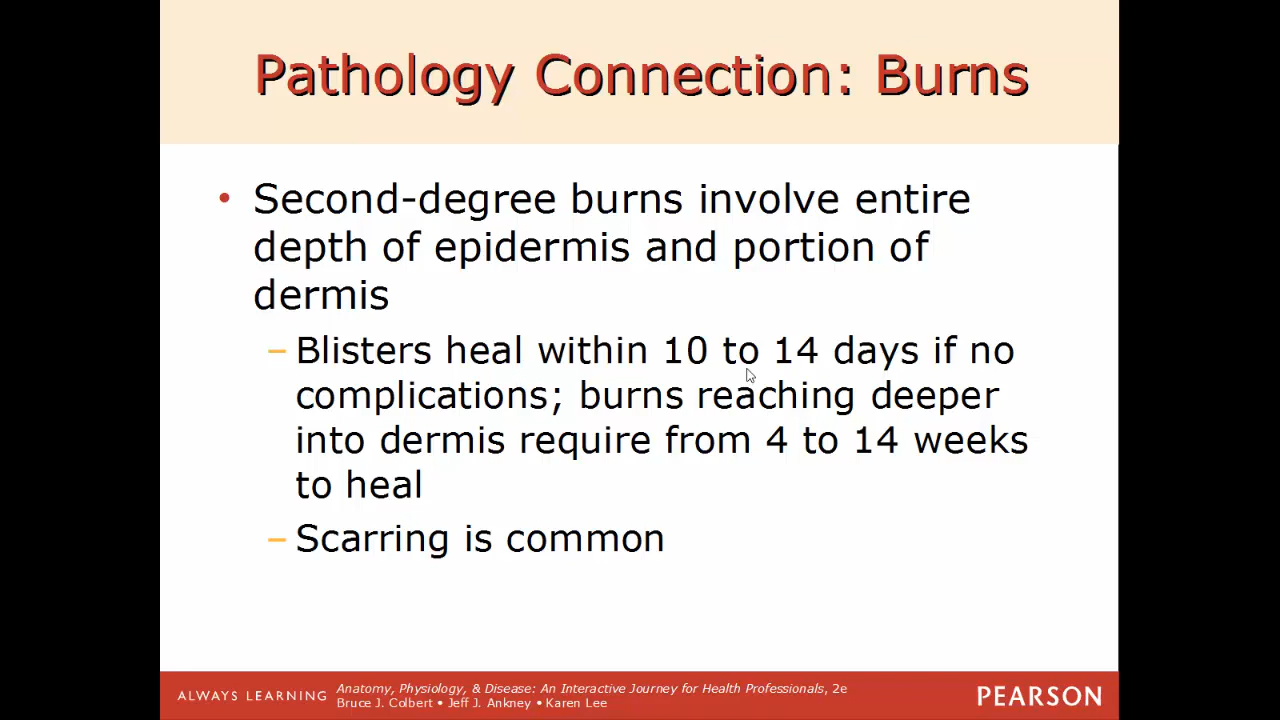 Pathology Connection: Burns
• Second-degree burns involve entire
depth of epidermis and portion of
dermis
– Blisters heal within 10 to 14 days if no
complications; burns reaching deeper
into dermis require from 4 to 14 weeks
to heal
– Scarring is common
ALWAYS LEARNING
Anatomy, Physiology, & Disease: An Interactive Journey for Health Professionals, 2e
Bruce J. Colbert • Jeff J. Ankney • Karen Lee
PEARSON